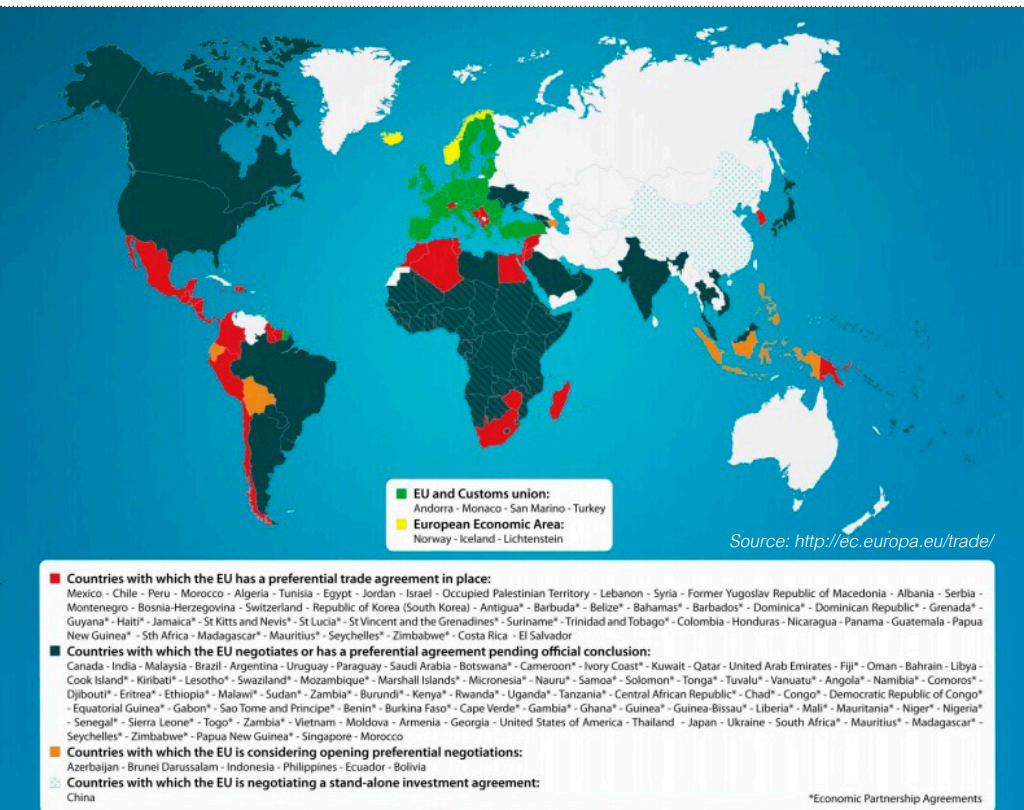 EU and Customs union:
Andorra - Monaco - San Marino - Turkey
European Economic Area:
Norway - Iceland - Lichtenstein
Source: http://ec.europa.eu/trade/
Countries with which the EU has a preferential trade agreement in place:
Mexico - Chile - Peru - Morocco - Algeria - Tunisia - Egypt - Jordan - Israel - Occupied Palestinian Territory - Lebanon - Syria - Former Yugoslav Republic of Macedonia - Albania - Serbia -
Montenegro - Bosnia-Herzegovina - Switzerland - Republic of Korea (South Korea) - Antigua* - Barbuda* - Belize* - Bahamas* - Barbados* - Dominica* - Dominican Republic* - Grenada* -
Guyana* - Haiti* - Jamaica* - St Kitts and Nevis* - St Lucia* - St Vincent and the Grenadines* - Suriname* - Trinidad and Tobago* - Colombia - Honduras - Nicaragua - Panama - Guatemala - Papua
New Guinea* - Sth Africa - Madagascar* - Mauritius* - Seychelles* - Zimbabwe* - Costa Rica - El Salvador
Countries with which the EU negotiates or has a preferential agreement pending official conclusion:
Canada - India - Malaysia - Brazil - Argentina - Uruguay - Paraguay - Saudi Arabia - Botswana* - Cameroon* - Ivory Coast* - Kuwait - Qatar - United Arab Emirates - Fiji* - Oman - Bahrain - Libya -
Cook Island* - Kiribati* - Lesotho* - Swaziland* - Mozambique* - Marshall Islands* - Micronesia* - Nauru* - Samoa* - Solomon* - Tonga* - Tuvalu* - Vanuatu* - Angola* - Namibia* - Comoros* -
Djibouti* - Eritrea* - Ethiopia* - Malawi* - Sudan* - Zambia* - Burundi* - Kenya* - Rwanda* - Uganda* - Tanzania* - Central African Republic* - Chad* - Congo* - Democratic Republic of Congo*
- Equatorial Guinea* - Gabon* - Sao Tome and Principe* - Benin* - Burkina Faso* - Cape Verde* - Gambia* - Ghana* - Guinea* - Guinea-Bissau* - Liberia* - Mali* - Mauritania* - Niger* - Nigeria*
- Senegal* - Sierra Leone* - Togo* - Zambia* - Vietnam - Moldova - Armenia - Georgia - United States of America - Thailand - Japan - Ukraine - South Africa* - Mauritius* - Madagascar* -
Seychelles* - Zimbabwe* - Papua New Guinea* - Singapore - Morocco
Countries with which the EU is considering opening preferential negotiations:
Azerbaijan - Brunei Darussalam - Indonesia - Philippines - Ecuador - Bolivia
Countries with which the EU is negotiating a stand-alone investment agreement:
China
*Economic Partnership Agreements